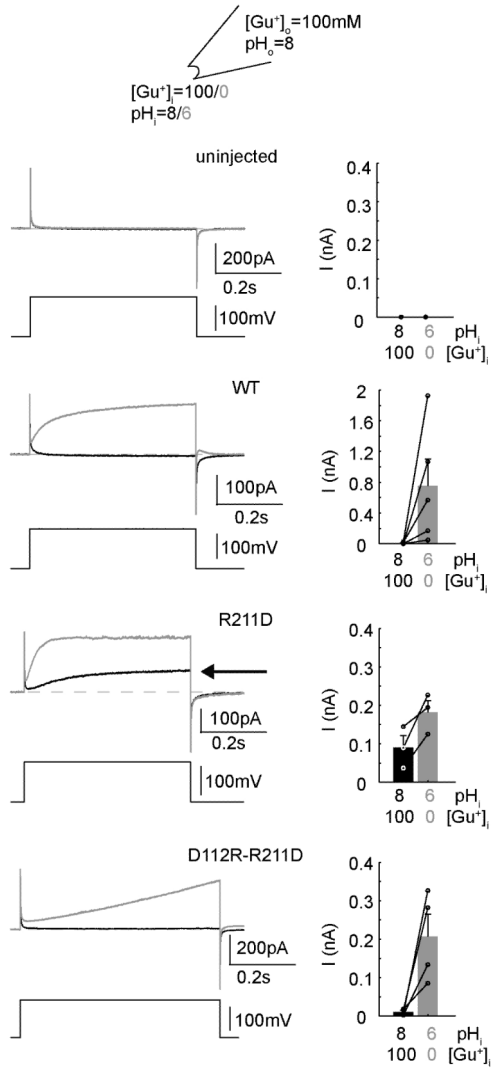 [Gu⁺]ₒ=100mM
pHₒ=8
[Gu⁺]ᵢ=100/0
pHᵢ=8/6
uninjected
200pA
0.2s
100mV
0.4
0.3
0.2
0.1
0
I (nA)
8 6 pHᵢ
100 0 [Gu⁺]ᵢ
WT
100pA
0.2s
100mV
2
1.6
1.2
0.8
0.4
0
I (nA)
8 6 pHᵢ
100 0 [Gu⁺]ᵢ
R211D
100pA
0.2s
100mV
0.4
0.3
0.2
0.1
0
I (nA)
8 6 pHᵢ
100 0 [Gu⁺]ᵢ
D112R-R211D
200pA
0.2s
100mV
0.4
0.3
0.2
0.1
0
I (nA)
8 6 pHᵢ
100 0 [Gu⁺]ᵢ